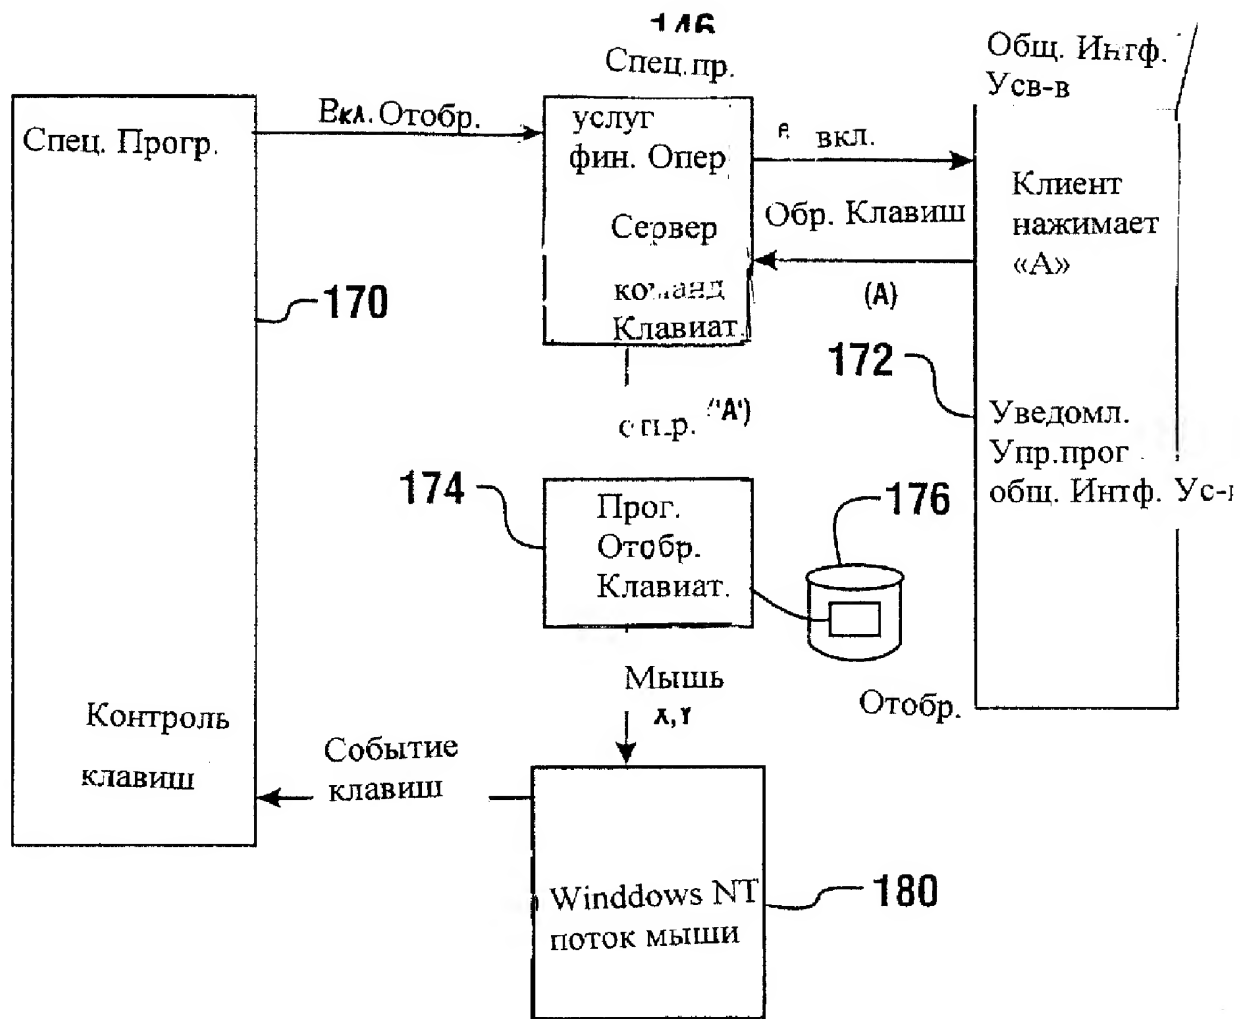 146
Спец.пр.
Общ. Интф.
Усв-в
Спец. Прогр.
Вкл. Отобр.
услуг
фин. Опер
вкл.
Обр. Клавиш
(А)
Клиент
нажимает
«А»
Сервер
команд
Клавиат.
170
172
("А")
Уведомл.
Упр.прог
общ. Интф. Ус-
174
Прог.
Отобр.
Клавиат.
176
Отобр.
Мышь
X,Y
Контроль
клавиш
Событие
клавиш
Winddows NT
поток мыши
180